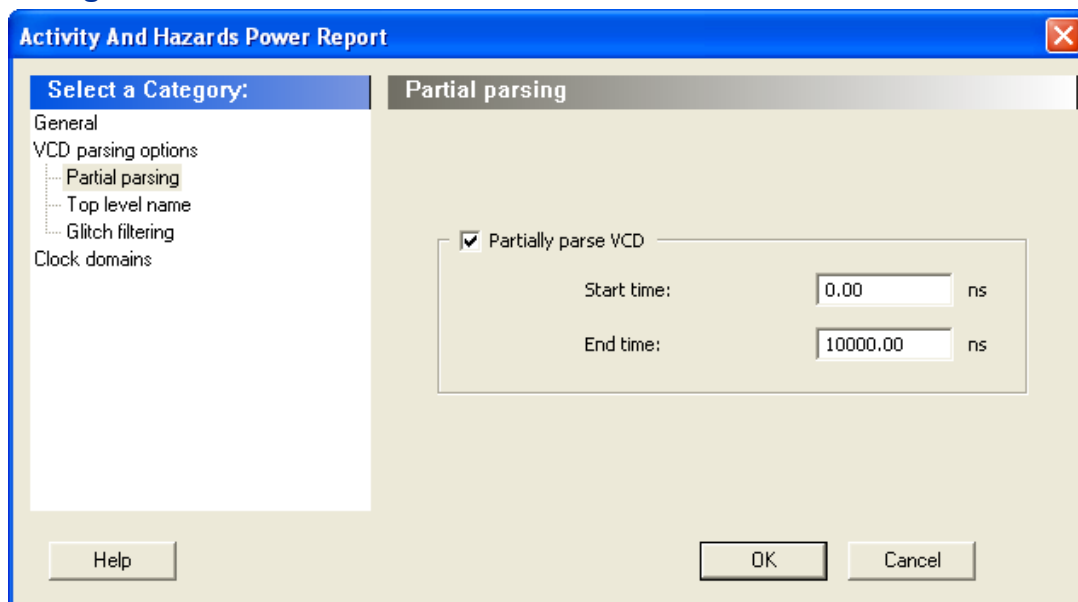 Activity And Hazards Power Report
Select a Category:
General
VCD parsing options
Partial parsing
Top level name
Glitch filtering
Clock domains
Partial parsing
Partially parse VCD
Start time: 0.00 ns
End time: 10000.00 ns
Help OK Cancel